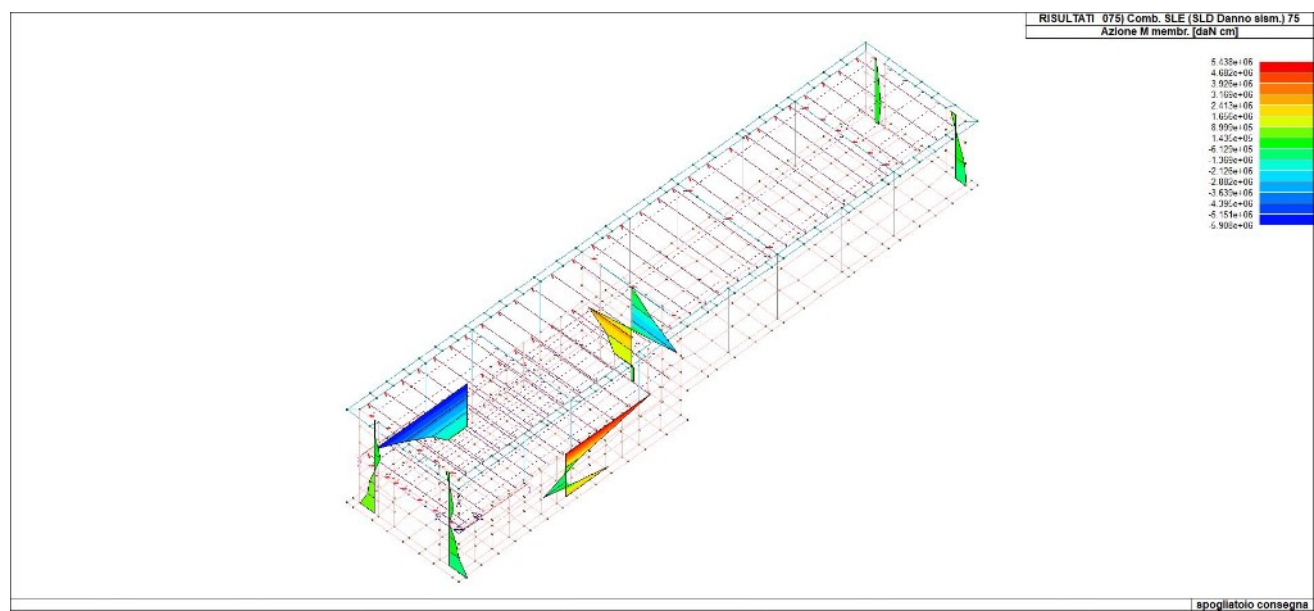 RISULTATI 075) Comb. SLE (SLD Danno sism.) 75
Azione M membr. [daN cm]
5.438e+06
4.682e+06
3.926e+06
3.169e+06
2.413e+06
1.656e+06
8.999e+05
1.435e+05
-6.129e+05
-1.369e+06
-2.126e+06
-2.882e+06
-3.639e+06
-4.395e+06
-5.151e+06
-5.908e+06
spogliatoio consegna